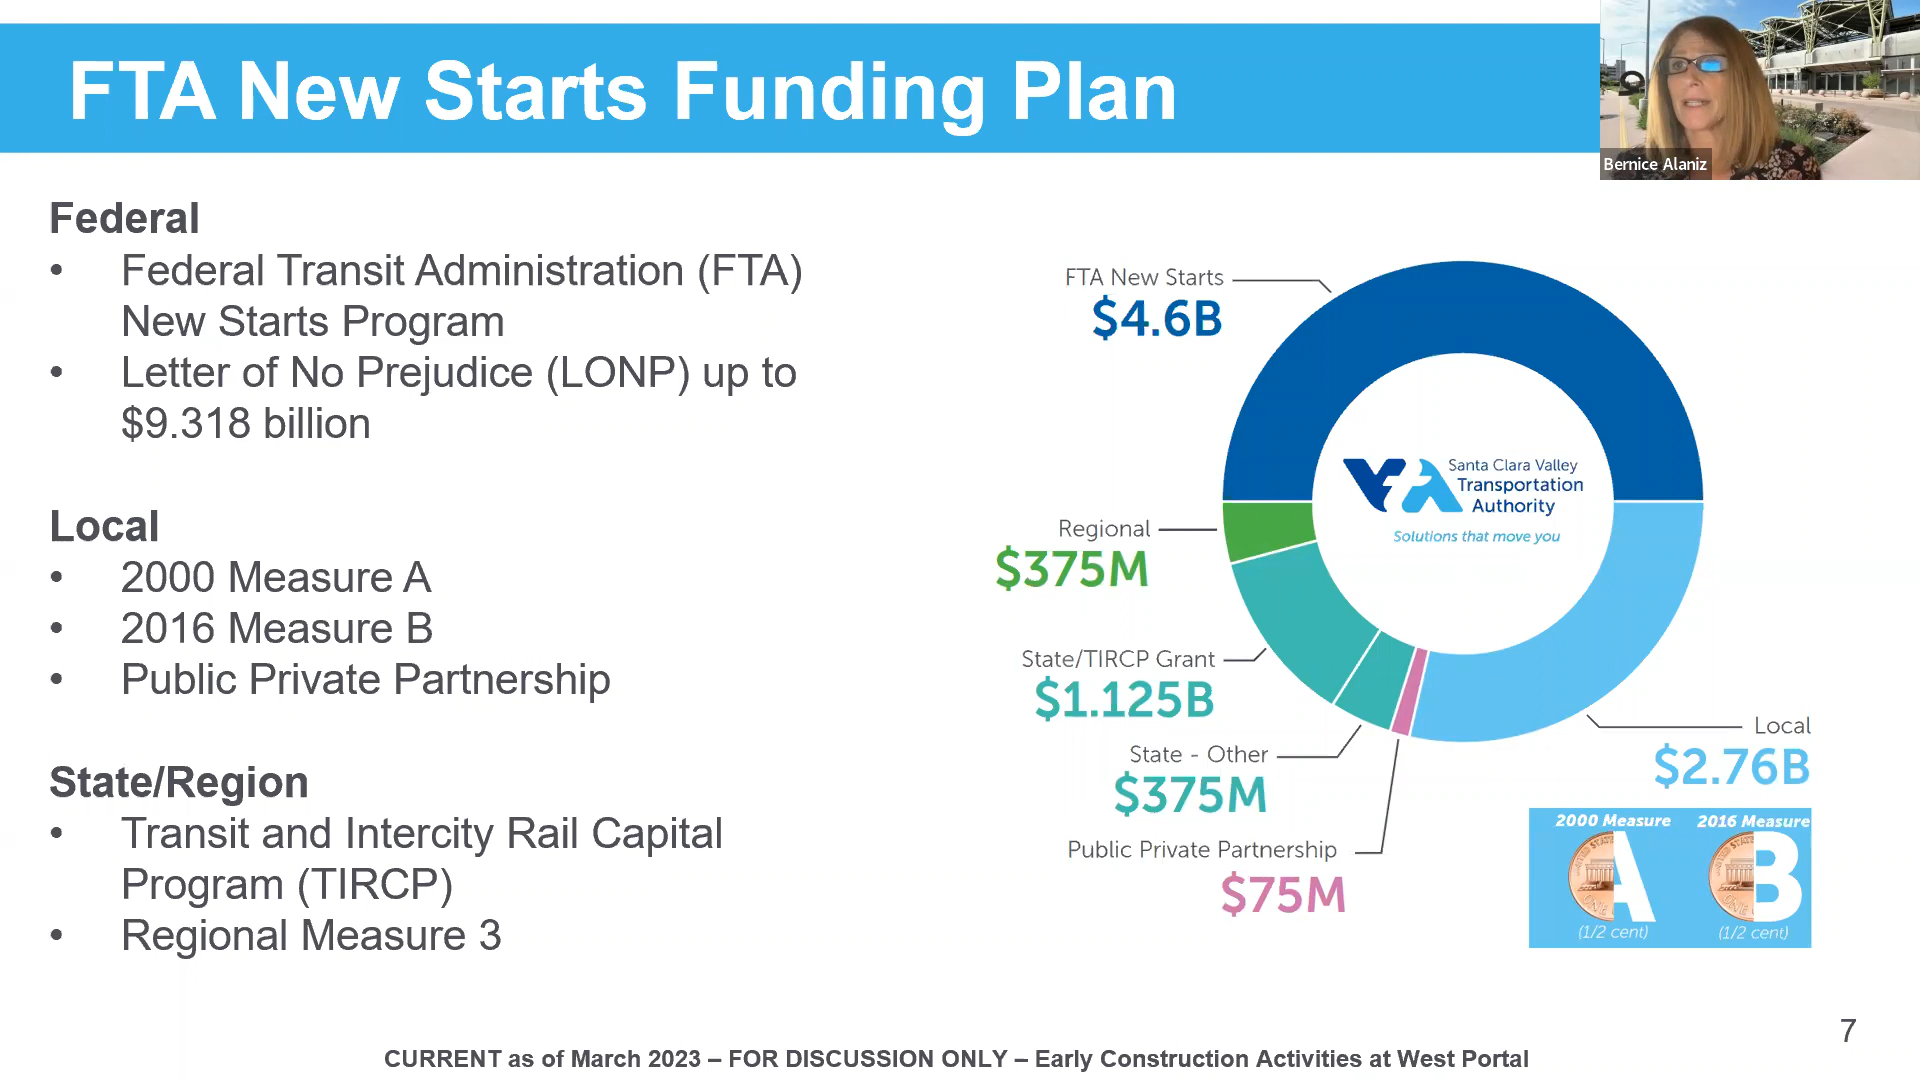 FTA New Starts Funding Plan
Bernice Alaniz
Federal
• Federal Transit Administration (FTA)
New Starts Program
• Letter of No Prejudice (LONP) up to
$9.318 billion
Local
• 2000 Measure A
• 2016 Measure B
• Public Private Partnership
State/Region
• Transit and Intercity Rail Capital
Program (TIRCP)
• Regional Measure 3
FTA New Starts
$4.6B
Regional
$375M
State/TIRCP Grant
$1.125B
State - Other
$375M
Public Private Partnership
$75M
Local
$2.76B
VTA
Santa Clara Valley
Transportation
Authority
Solutions that move you
2000 Measure
A
(1/2 cent)
2016 Measure
B
(1/2 cent)
7
CURRENT as of March 2023 – FOR DISCUSSION ONLY – Early Construction Activities at West Portal